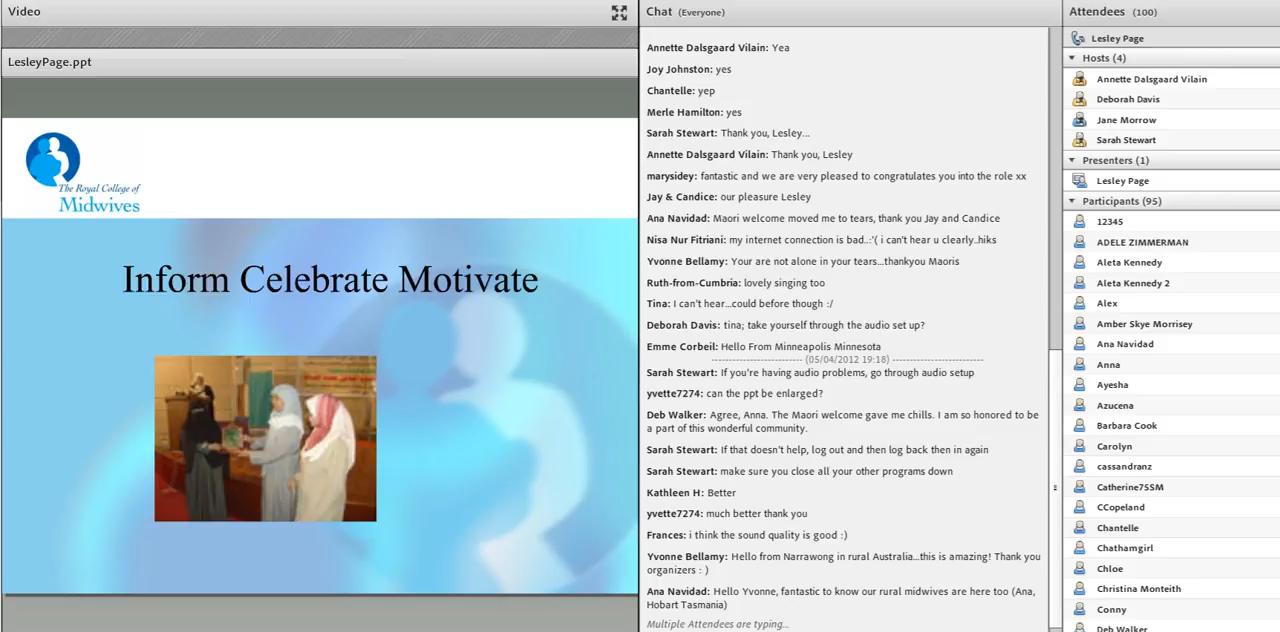 Video
LesleyPage.ppt
The Royal College of
Midwives
Inform Celebrate Motivate
Chat (Everyone)
Annette Dalsgaard Vilain: Yea
Joy Johnston: yes
Chantelle: yep
Merle Hamilton: yes
Sarah Stewart: Thank you, Lesley...
Annette Dalsgaard Vilain: Thank you, Lesley
marysidey: fantastic and we are very pleased to congratulates you into the role xx
Jay & Candice: our pleasure Lesley
Ana Navidad: Maori welcome moved me to tears, thank you Jay and Candice
Nisa Nur Fitriani: my internet connection is bad..:'( i can't hear u clearly..hiks
Yvonne Bellamy: Your are not alone in your tears...thankyou Maoris
Ruth-from-Cumbria: lovely singing too
Tina: I can't hear...could before though :/
Deborah Davis: tina; take yourself through the audio set up?
Emme Corbeil: Hello From Minneapolis Minnesota
-------------------------- (05/04/2012 19:18) --------------------------
Sarah Stewart: If you're having audio problems, go through audio setup
yvette7274: can the ppt be enlarged?
Deb Walker: Agree, Anna. The Maori welcome gave me chills. I am so honored to be
a part of this wonderful community.
Sarah Stewart: If that doesn't help, log out and then log back then in again
Sarah Stewart: make sure you close all your other programs down
Kathleen H: Better
yvette7274: much better thank you
Frances: i think the sound quality is good :)
Yvonne Bellamy: Hello from Narrawong in rural Australia...this is amazing! Thank you
organizers : )
Ana Navidad: Hello Yvonne, fantastic to know our rural midwives are here too (Ana,
Hobart Tasmania)
Multiple Attendees are typing...
Attendees (100)
Lesley Page
Hosts (4)
Annette Dalsgaard Vilain
Deborah Davis
Jane Morrow
Sarah Stewart
Presenters (1)
Lesley Page
Participants (95)
12345
ADELE ZIMMERMAN
Aleta Kennedy
Aleta Kennedy 2
Alex
Amber Skye Morrisey
Ana Navidad
Anna
Ayesha
Azucena
Barbara Cook
Carolyn
cassandranz
Catherine7SSM
CCopeland
Chantelle
Chathamgirl
Chloe
Christina Monteith
Conny
Deb Walker